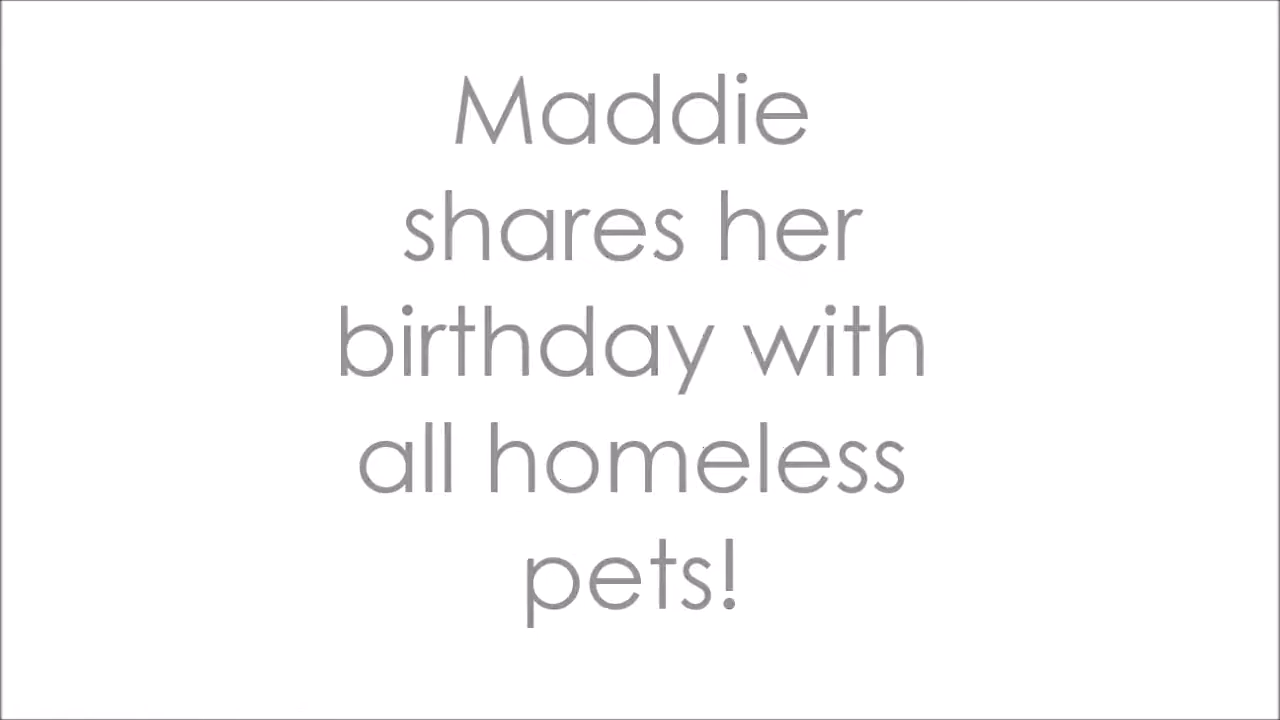 Maddie
shares her
birthday with
all homeless
pets!